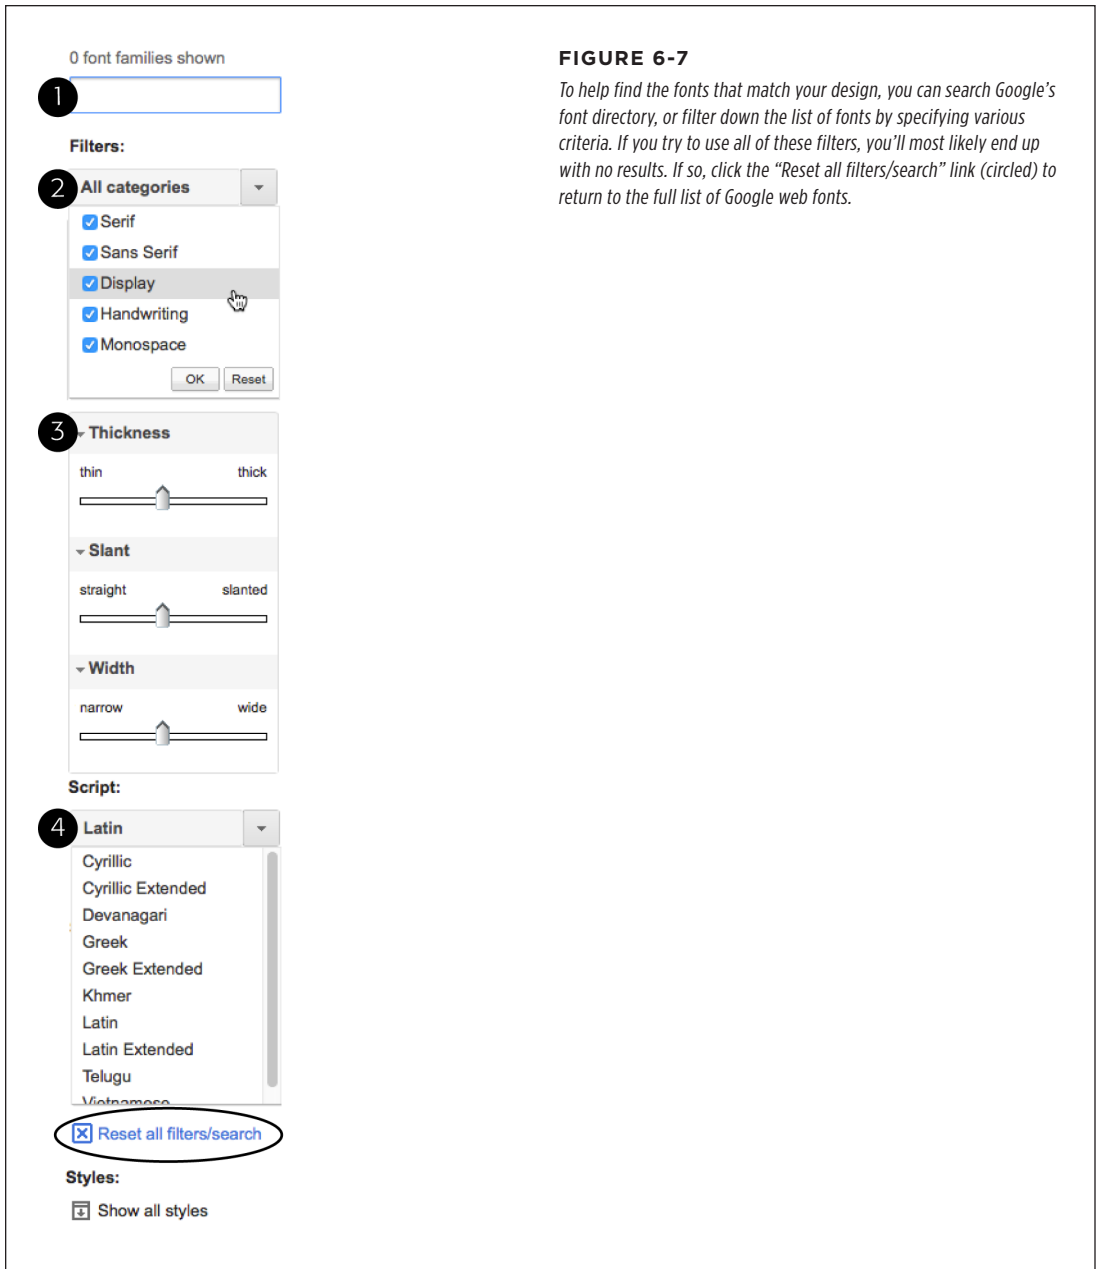 0 font families shown
1
Filters:
2 All categories
Serif
Sans Serif
Display
Handwriting
Monospace
OK Reset
3 Thickness
thin thick
Slant
straight slanted
Width
narrow wide
Script:
4 Latin
Cyrillic
Cyrillic Extended
Devanagari
Greek
Greek Extended
Khmer
Latin
Latin Extended
Telugu
Vietnamese
Reset all filters/search
Styles:
Show all styles
FIGURE 6-7
To help find the fonts that match your design, you can search Google’s
font directory, or filter down the list of fonts by specifying various
criteria. If you try to use all of these filters, you’ll most likely end up
with no results. If so, click the “Reset all filters/search” link (circled) to
return to the full list of Google web fonts.